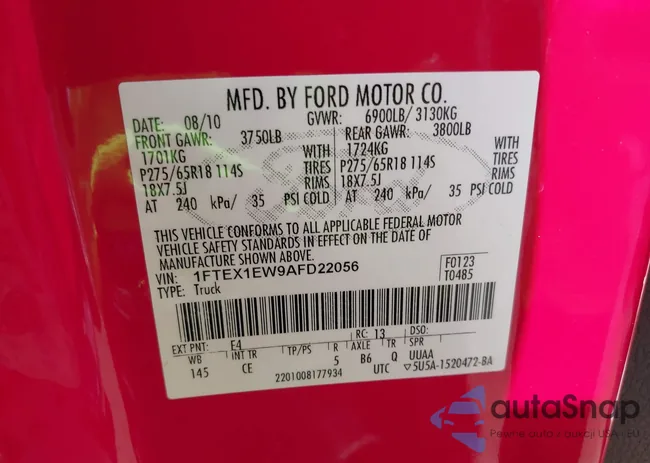 MFD. BY FORD MOTOR CO.
DATE: 08/10 GVWR: 6900LB/ 3130KG
FRONT GAWR: 3750LB REAR GAWR: 3800LB
1701KG WITH 1724KG WITH
P275/65R18 114S TIRES P275/65R18 114S TIRES
18X7.5J RIMS 18X7.5J RIMS
AT 240 kPa/ 35 PSI COLD AT 240 kPa/ 35 PSI COLD
THIS VEHICLE CONFORMS TO ALL APPLICABLE FEDERAL MOTOR
VEHICLE SAFETY STANDARDS IN EFFECT ON THE DATE OF
MANUFACTURE SHOWN ABOVE.
VIN: 1FTEX1EW9AFD22056 F0123
TYPE: Truck T0485
EXT PNT: E4 RC: 13 DSO:
WB INT TR TP/PS R AXLE TR SPR
145 CE 5 B6 Q UUAA
2201008177934 UTC ▽5U5A-1520472-BA
autaSnap
Pewne auta z aukcji USA i EU